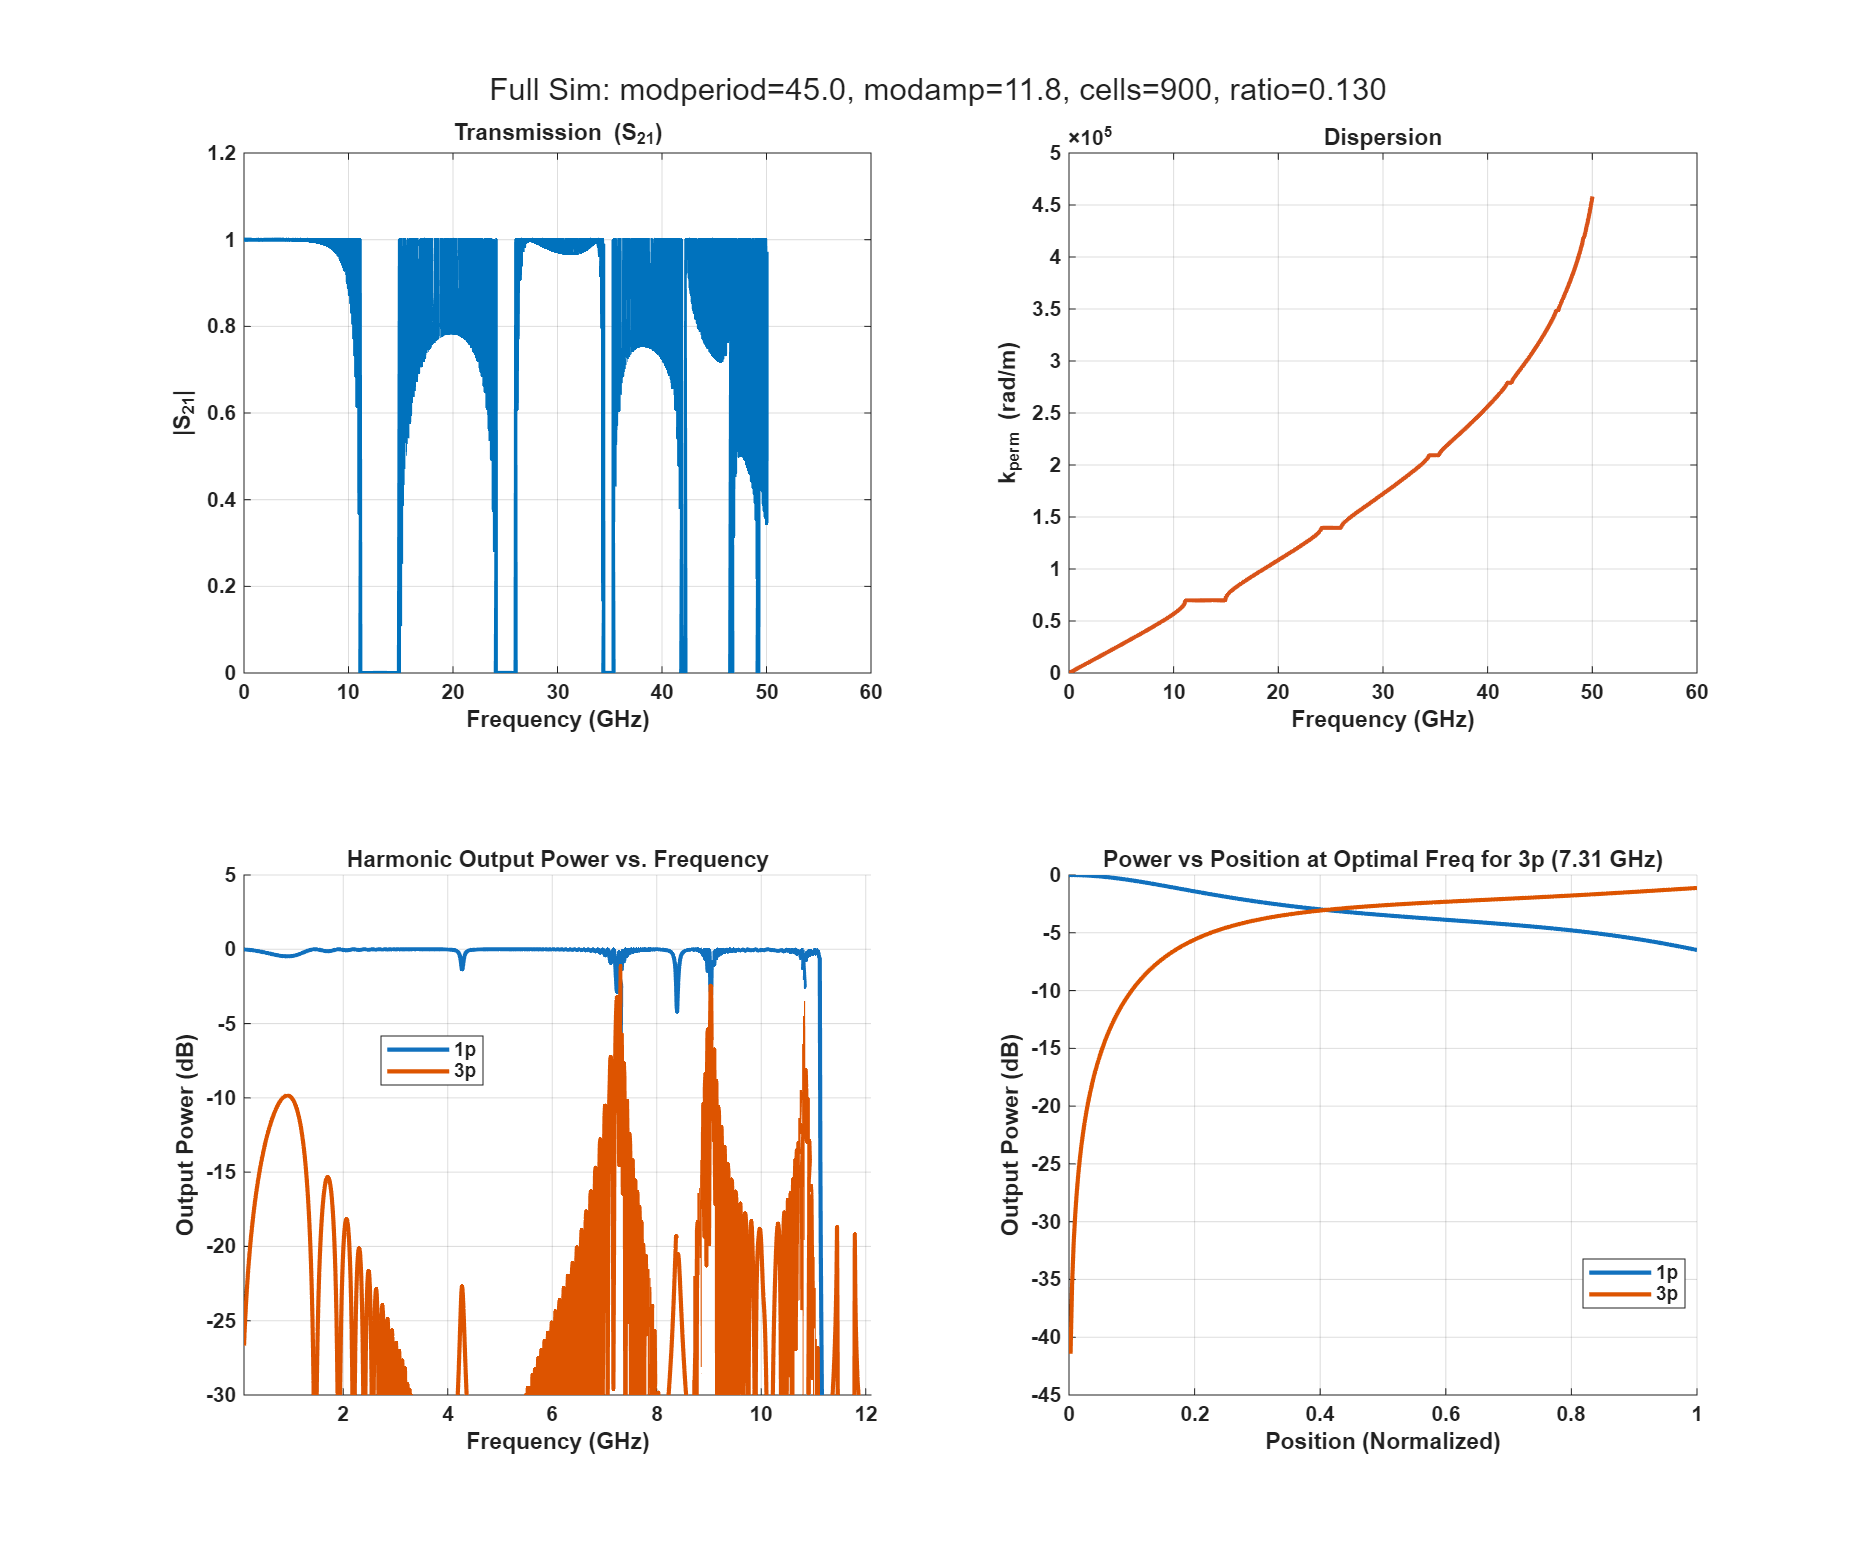 Full Sim: modperiod=45.0, modamp=11.8, cells=900, ratio=0.130
Transmission (S21)
1.2
1
0.8
0.6
0.4
0.2
0
|S21|
0 10 20 30 40 50 60
Frequency (GHz)
×10^5
Dispersion
5
4.5
4
3.5
3
2.5
2
1.5
1
0.5
0
kperm (rad/m)
0 10 20 30 40 50 60
Frequency (GHz)
Harmonic Output Power vs. Frequency
5
0
-5
-10
-15
-20
-25
-30
Output Power (dB)
1p
3p
2 4 6 8 10 12
Frequency (GHz)
Power vs Position at Optimal Freq for 3p (7.31 GHz)
0
-5
-10
-15
-20
-25
-30
-35
-40
-45
Output Power (dB)
1p
3p
0 0.2 0.4 0.6 0.8 1
Position (Normalized)